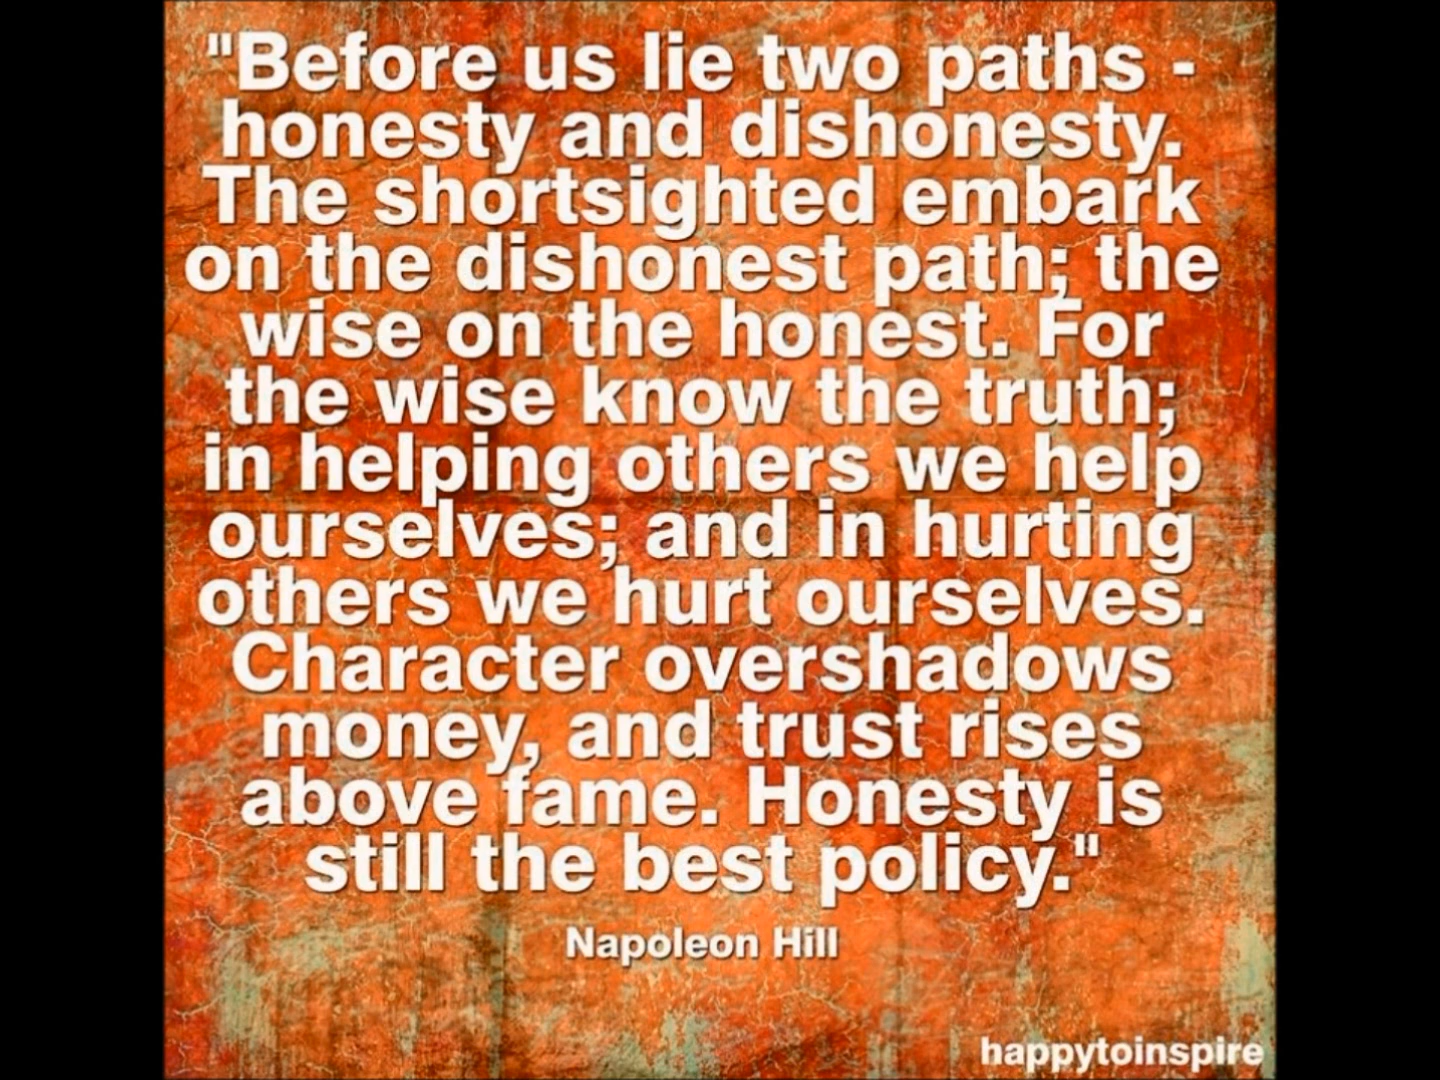 "Before us lie two paths -
honesty and dishonesty.
The shortsighted embark
on the dishonest path; the
wise on the honest. For
the wise know the truth;
in helping others we help
ourselves; and in hurting
others we hurt ourselves.
Character overshadows
money, and trust rises
above fame. Honesty is
still the best policy."
Napoleon Hill
happytoinspire